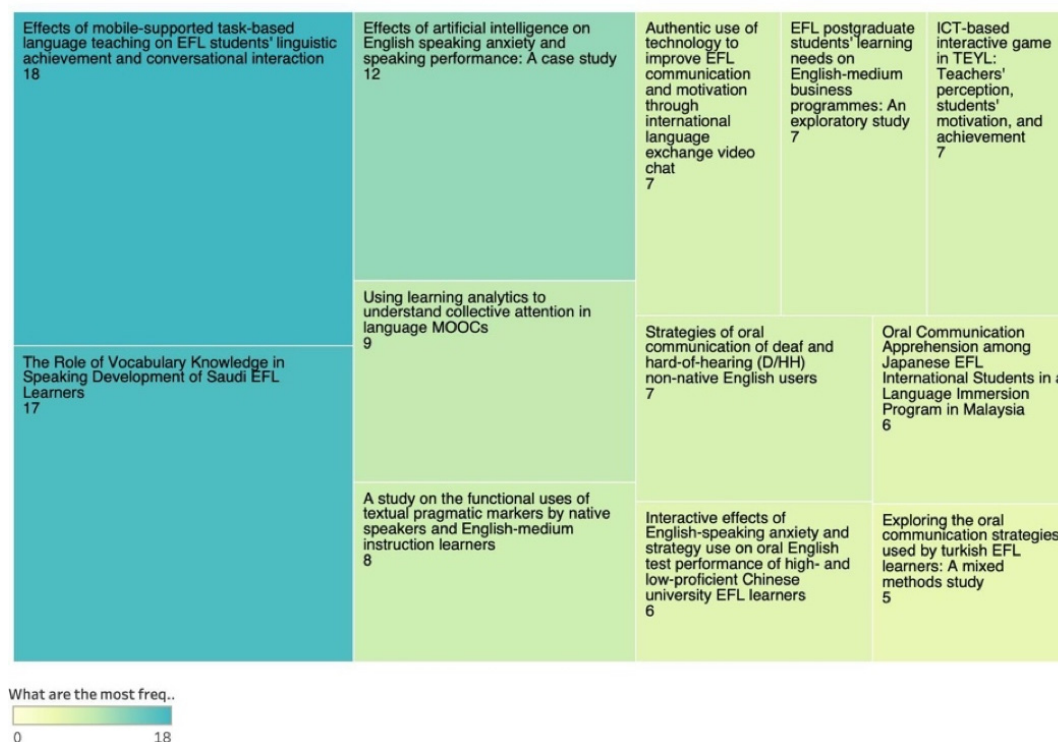 Effects of mobile-supported task-based
language teaching on EFL students' linguistic
achievement and conversational interaction
18
The Role of Vocabulary Knowledge in
Speaking Development of Saudi EFL
Learners
17
Effects of artificial intelligence on
English speaking anxiety and
speaking performance: A case study
12
Using learning analytics to
understand collective attention in
language MOOCs
9
A study on the functional uses of
textual pragmatic markers by native
speakers and English-medium
instruction learners
8
Authentic use of
technology to
improve EFL
communication
and motivation
through
international
language
exchange video
chat
7
EFL postgraduate
students' learning
needs on
English-medium
business
programmes: An
exploratory study
7
ICT-based
interactive game
in TEYL:
Teachers'
perception,
students'
motivation, and
achievement
7
Strategies of oral
communication of deaf and
hard-of-hearing (D/HH)
non-native English users
7
Oral Communication
Apprehension among
Japanese EFL
International Students in a
Language Immersion
Program in Malaysia
6
Interactive effects of
English-speaking anxiety and
strategy use on oral English
test performance of high- and
low-proficient Chinese
university EFL learners
6
Exploring the oral
communication strategies
used by turkish EFL
learners: A mixed
methods study
5
What are the most freq..
0 18